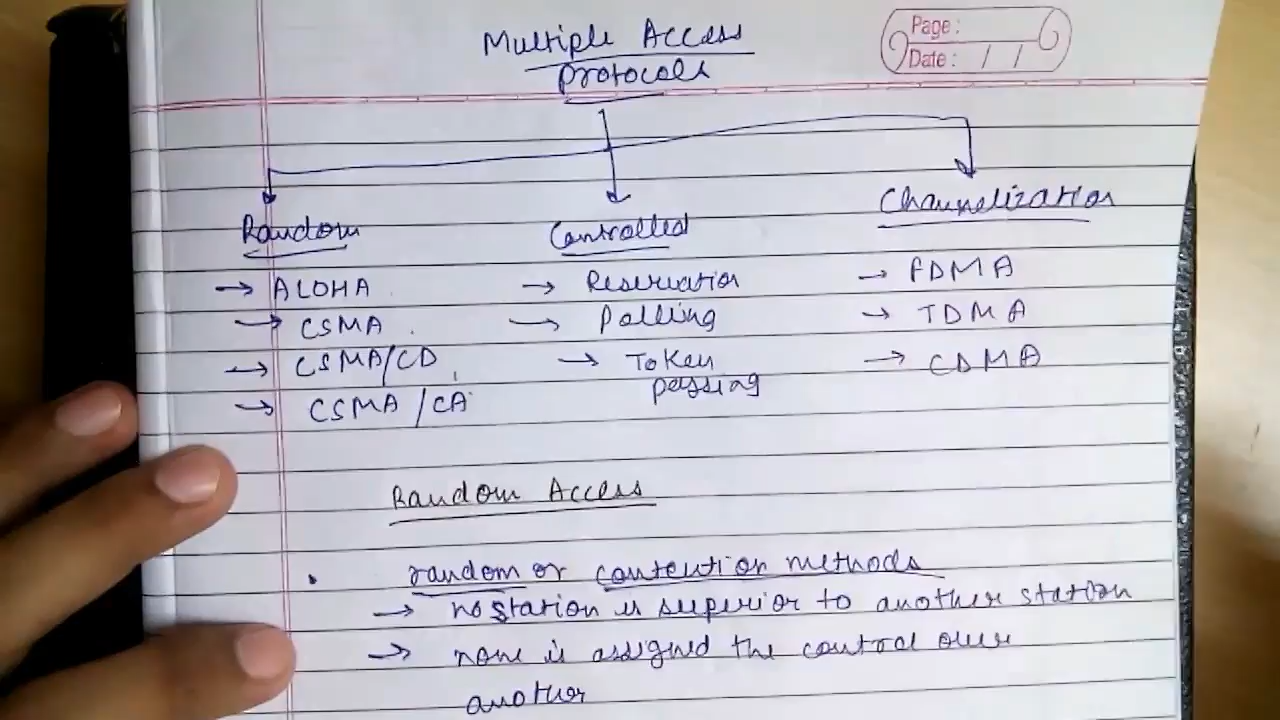 Multiple Access
Protocols
Page:
Date: / /
Random
→ ALOHA
→ CSMA
→ CSMA/CD
→ CSMA/CA
Controlled
→ Reservation
→ Polling
→ Token
passing
Channelization
→ FDMA
→ TDMA
→ CDMA
Random Access
• random or contention methods
→ no station is superior to another station
→ none is assigned the control over
another